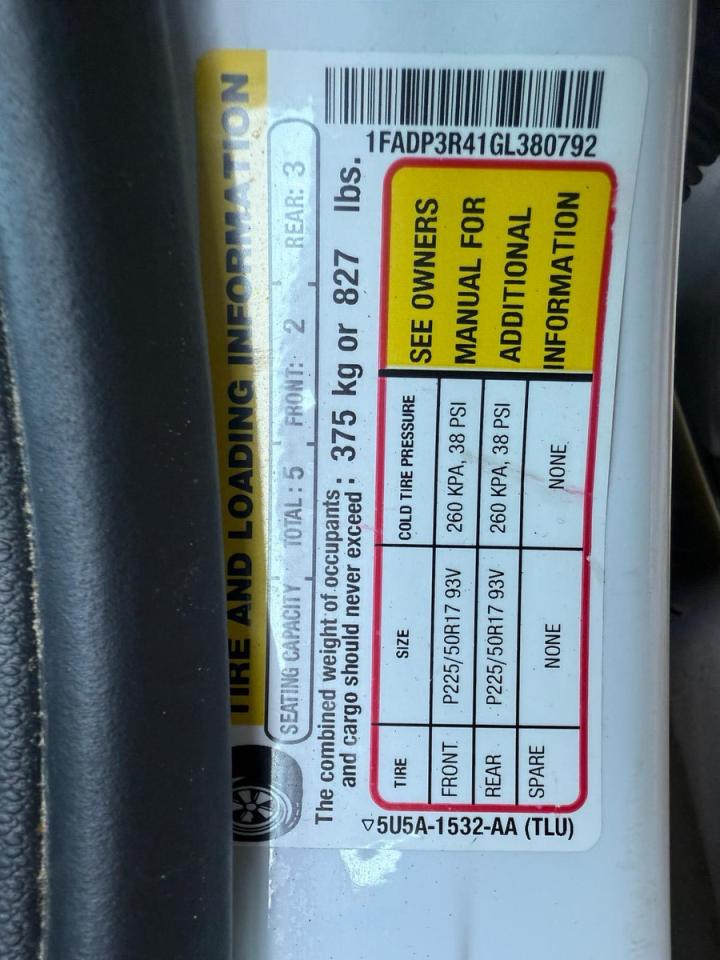 TIRE AND LOADING INFORMATION
SEATING CAPACITY TOTAL: 5 FRONT: 2 REAR: 3
The combined weight of occupants and cargo should never exceed: 375 kg or 827 lbs.
TIRE SIZE COLD TIRE PRESSURE
FRONT P225/50R17 93V 260 KPA, 38 PSI
REAR P225/50R17 93V 260 KPA, 38 PSI
SPARE NONE NONE
SEE OWNERS
MANUAL FOR
ADDITIONAL
INFORMATION
5U5A-1532-AA (TLU)
1FADP3R41GL380792